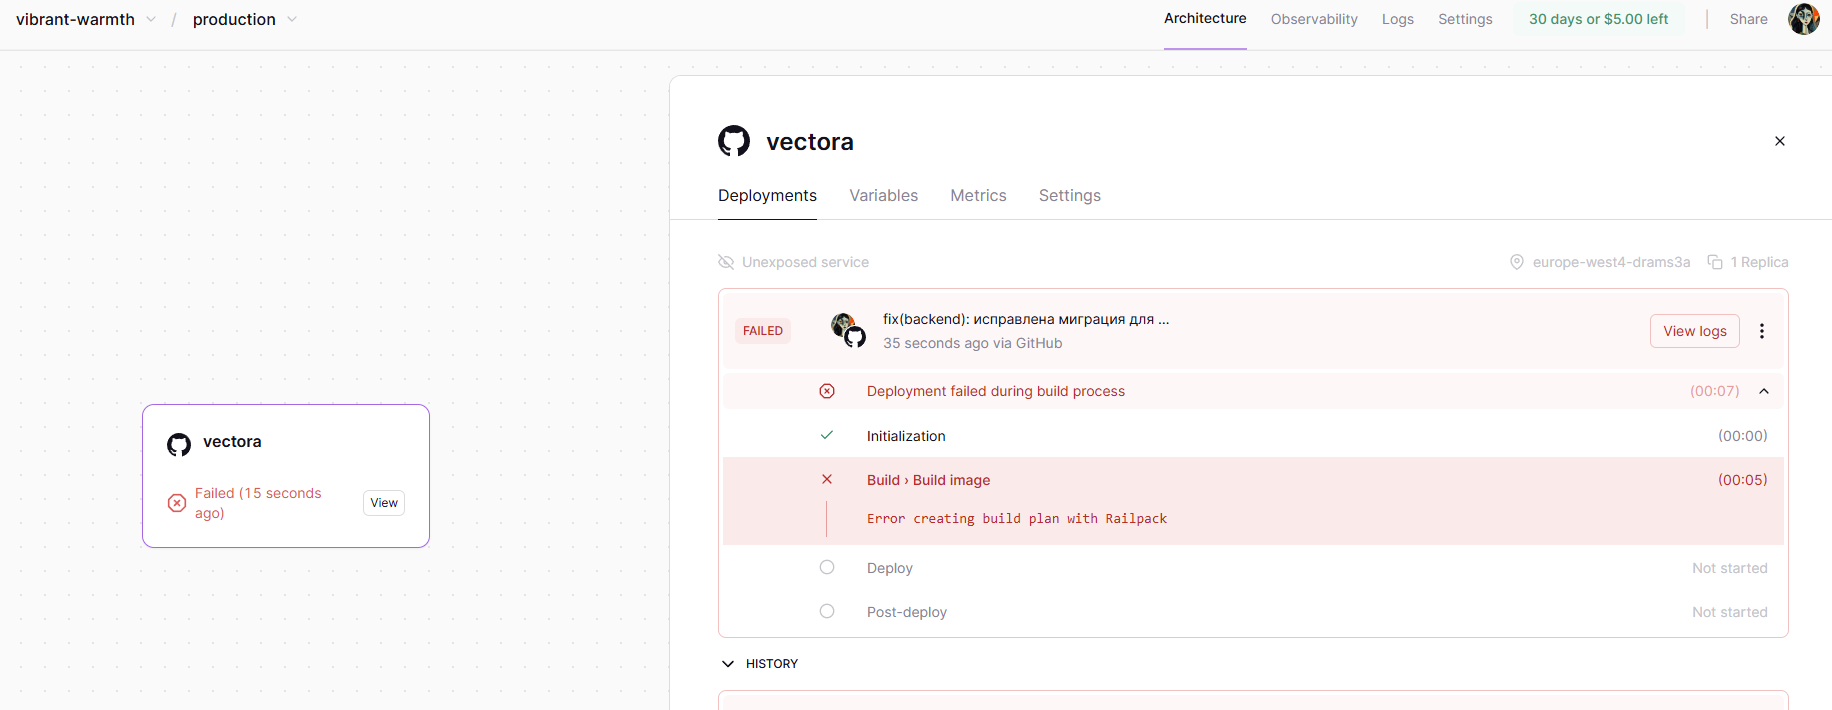 vibrant-warmth / production
Architecture Observability Logs Settings 30 days or $5.00 left Share
vectora
Failed (15 seconds
ago)
View
vectora
Deployments Variables Metrics Settings
Unexposed service europe-west4-drams3a 1 Replica
FAILED
fix(backend): исправлена миграция для ...
35 seconds ago via GitHub
View logs
Deployment failed during build process (00:07)
Initialization (00:00)
Build › Build image (00:05)
Error creating build plan with Railpack
Deploy Not started
Post-deploy Not started
HISTORY